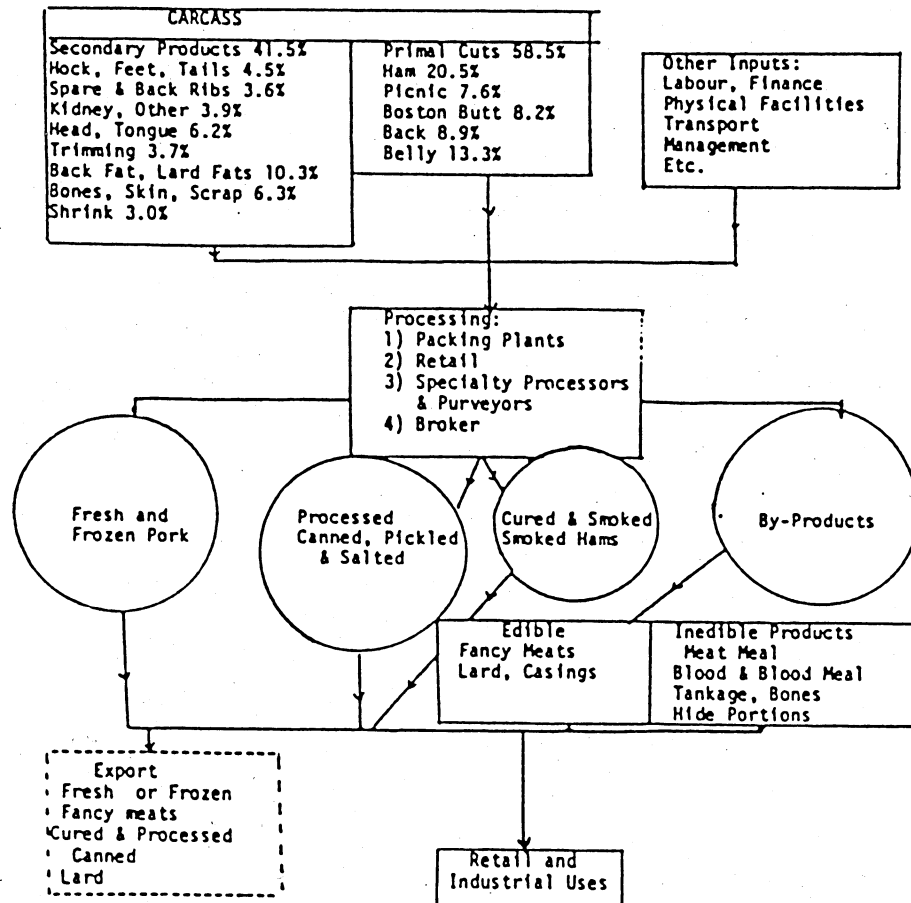 CARCASS
Secondary Products 41.5%
Hock, Feet, Tails 4.5%
Spare & Back Ribs 3.6%
Kidney, Other 3.9%
Head, Tongue 6.2%
Trimming 3.7%
Back Fat, Lard Fats 10.3%
Bones, Skin, Scrap 6.3%
Shrink 3.0%
Primal Cuts 58.5%
Ham 20.5%
Picnic 7.6%
Boston Butt 8.2%
Back 8.9%
Belly 13.3%
Other Inputs:
Labour, Finance
Physical Facilities
Transport
Management
Etc.
Processing:
1) Packing Plants
2) Retail
3) Specialty Processors
& Purveyors
4) Broker
Fresh and
Frozen Pork
Processed
Canned, Pickled
& Salted
Cured & Smoked
Smoked Hams
By-Products
Edible
Fancy Meats
Lard, Casings
Inedible Products
Meat Meal
Blood & Blood Meal
Tankage, Bones
Hide Portions
Export
Fresh or Frozen
Fancy meats
Cured & Processed
Canned
Lard
Retail and
Industrial Uses